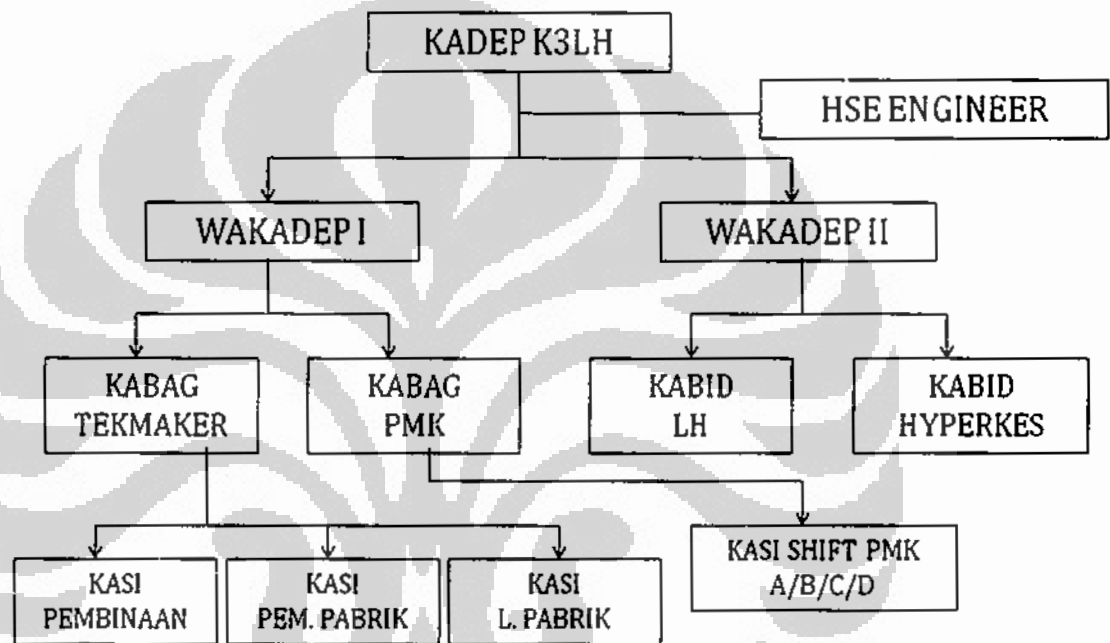 KADEP K3LH
HSE ENGINEER
WAKADEP I
WAKADEP II
KABAG
TEKMAKER
KABAG
PMK
KABID
LH
KABID
HYPERKES
KASI SHIFT PMK
A/B/C/D
KASI
PEMBINAAN
KASI
PEM. PABRIK
KASI
L. PABRIK